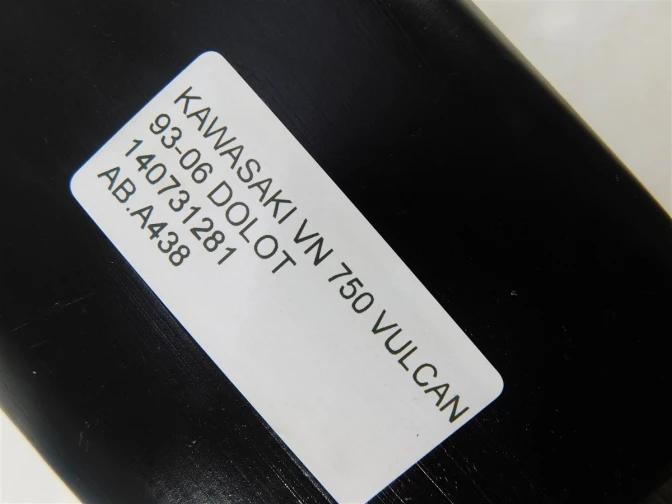 KAWASAKI VN 750 VULCAN
93-06 DOLOT
140731281
AB.A438